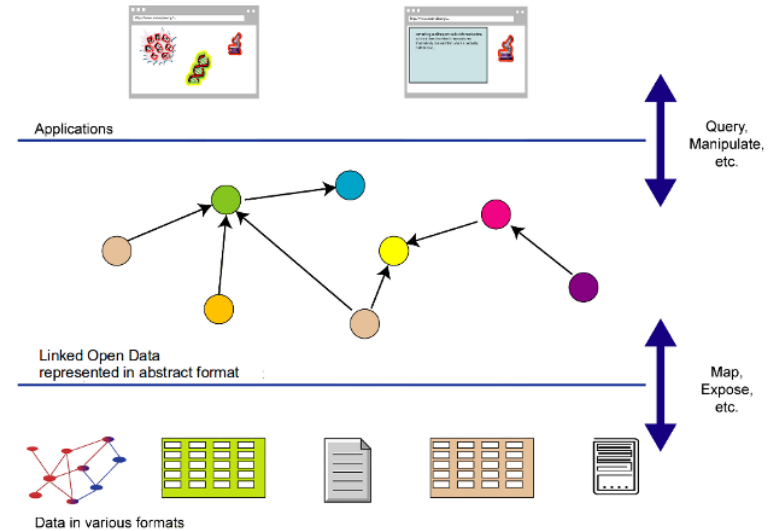 Applications
Query,
Manipulate,
etc.
Linked Open Data
represented in abstract format
Map,
Expose,
etc.
Data in various formats